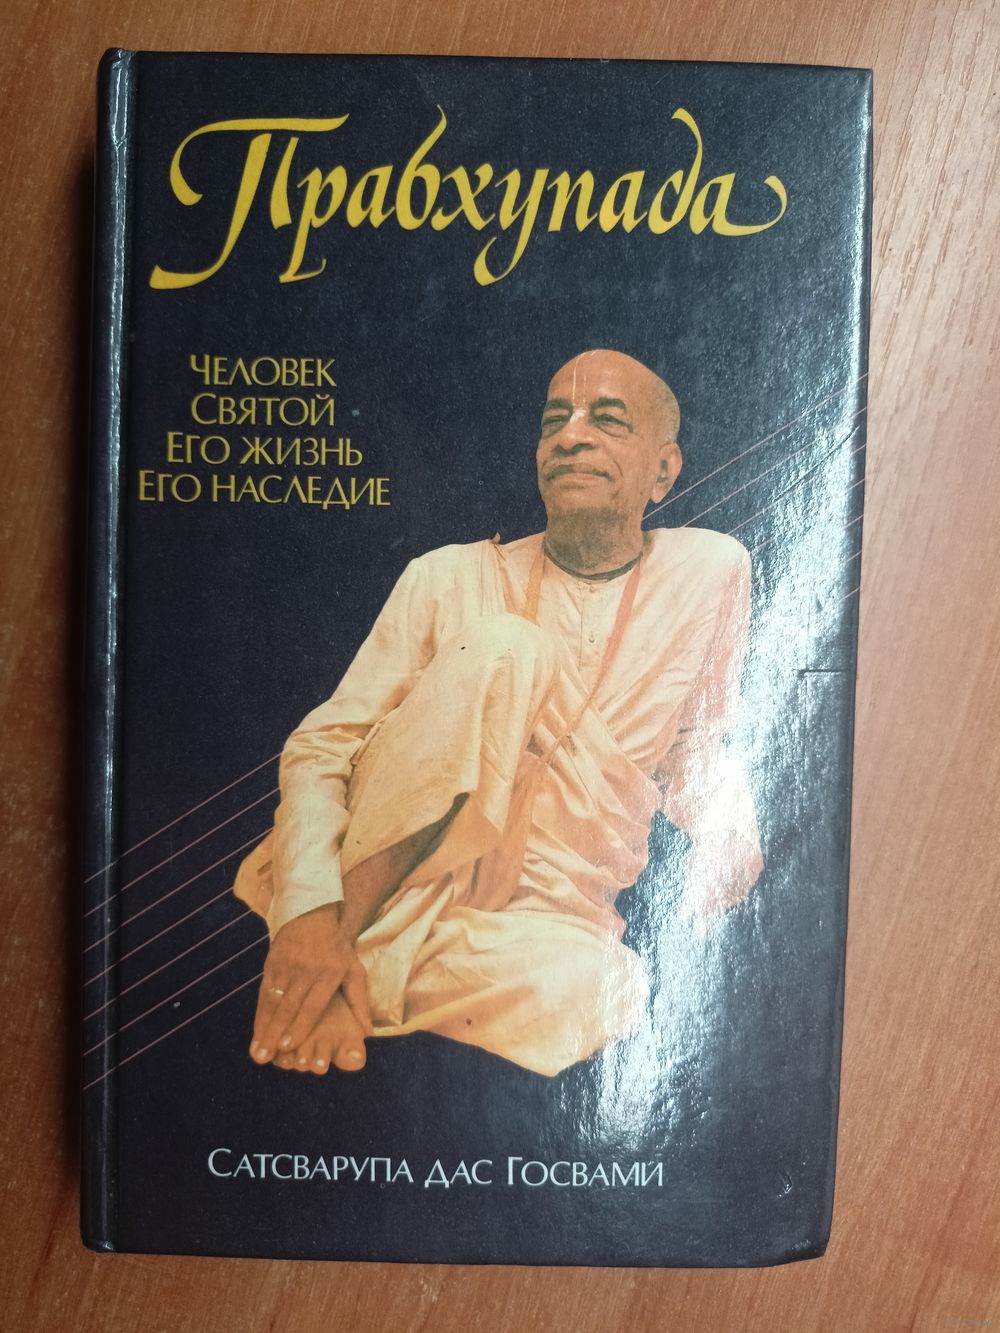 Прабхупада
Человек
Святой
Его жизнь
Его наследие
Сатсварупа дас Госвами